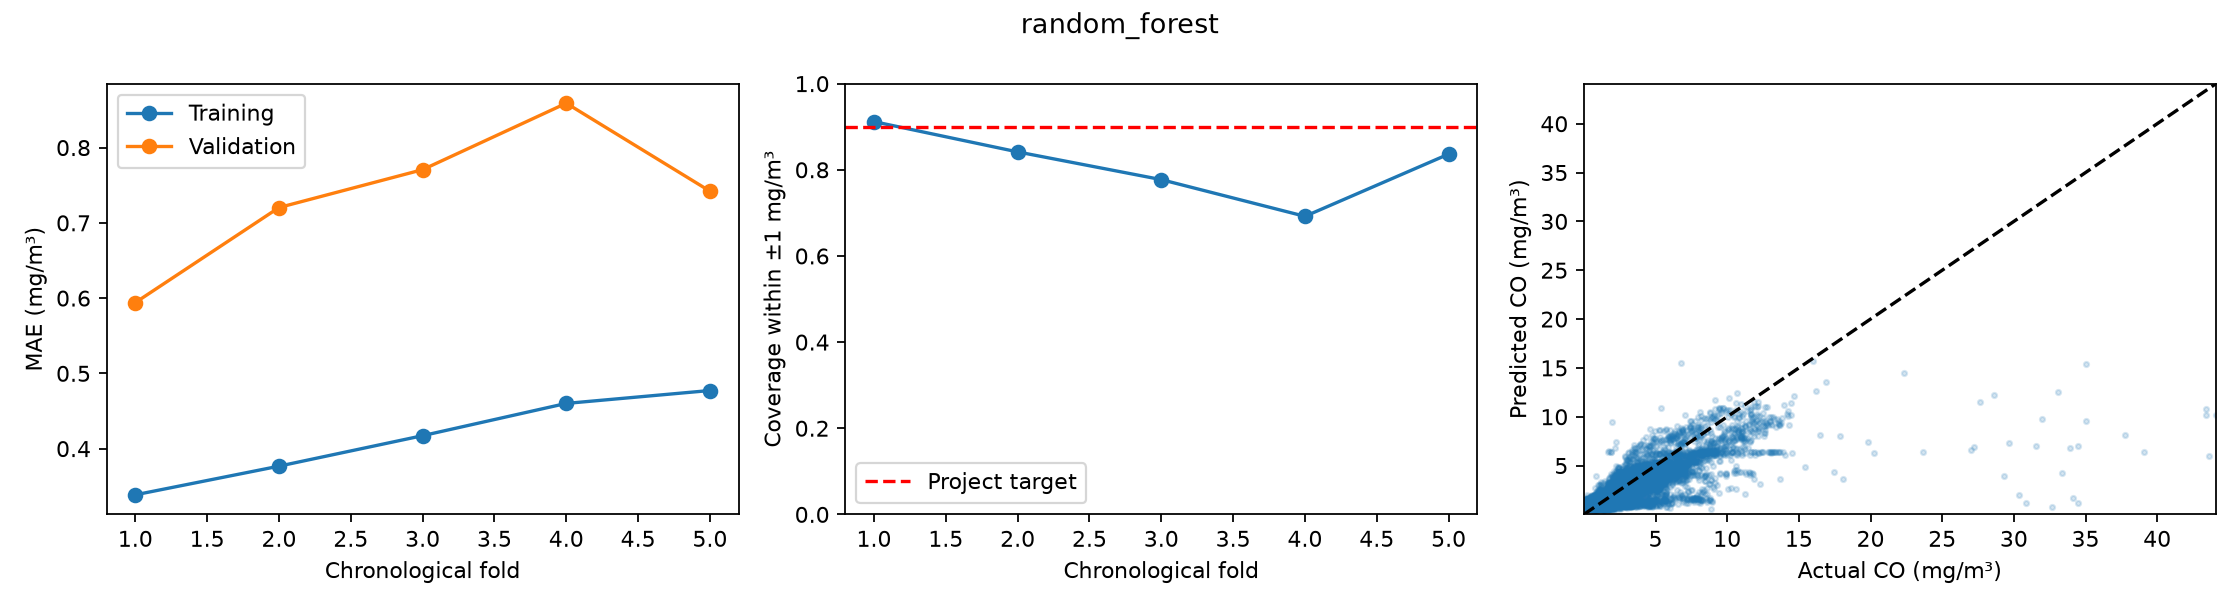 random_forest
MAE (mg/m³)
0.8
0.7
0.6
0.5
0.4
Training
Validation
1.0 1.5 2.0 2.5 3.0 3.5 4.0 4.5 5.0
Chronological fold
Coverage within ±1 mg/m³
1.0
0.8
0.6
0.4
0.2
0.0
Project target
1.0 1.5 2.0 2.5 3.0 3.5 4.0 4.5 5.0
Chronological fold
Predicted CO (mg/m³)
40
35
30
25
20
15
10
5
5 10 15 20 25 30 35 40
Actual CO (mg/m³)